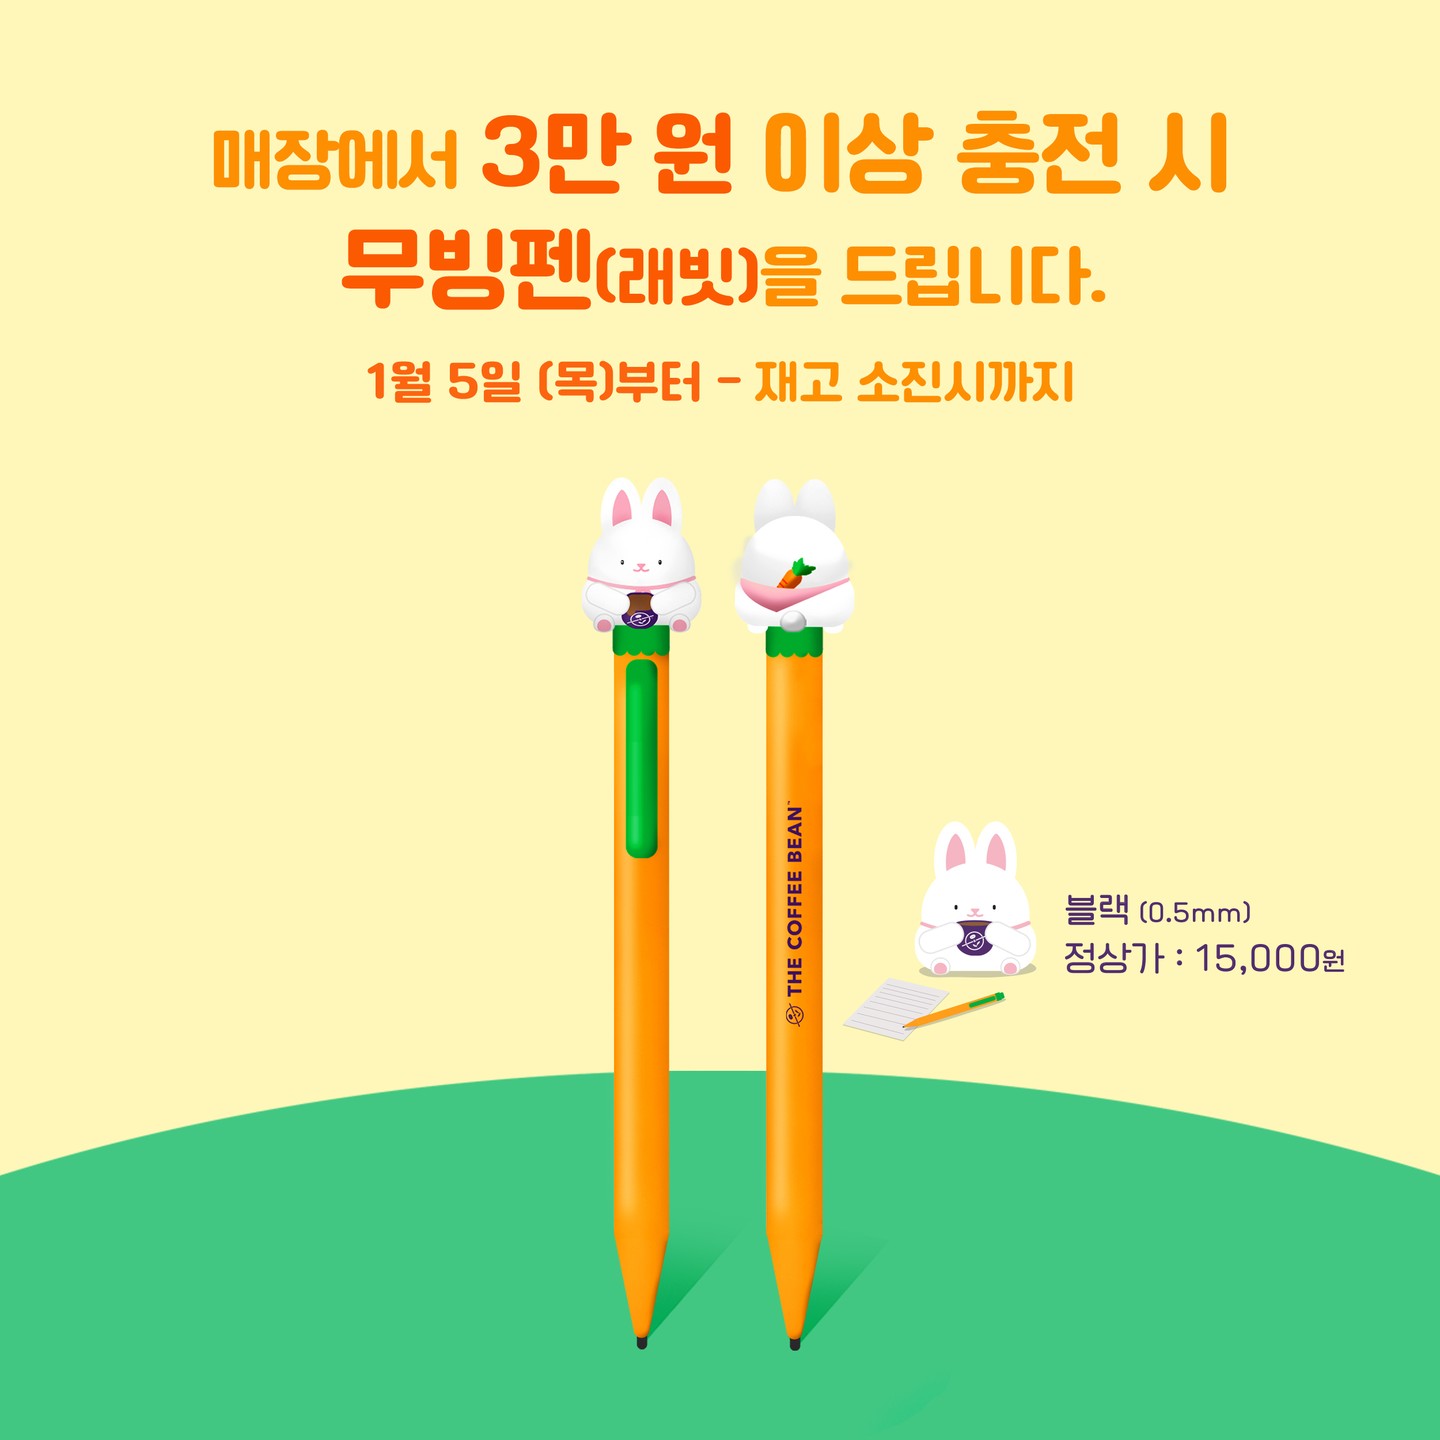 매장에서 3만 원 이상 충전 시
무빙펜(래빗)을 드립니다.
1월 5일 (목)부터 - 재고 소진시까지
THE COFFEE BEAN™
블랙 (0.5mm)
정상가 : 15,000원